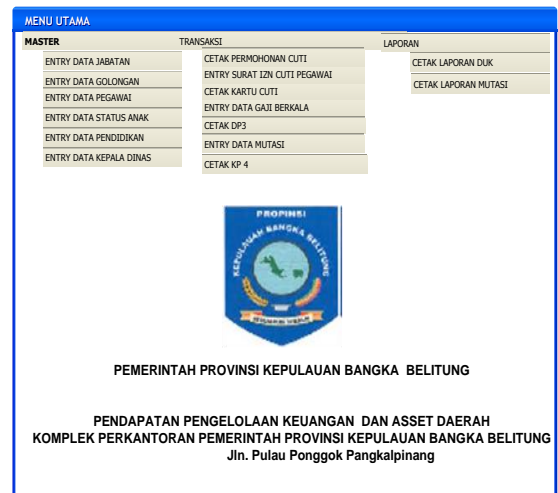 MENU UTAMA
MASTER
ENTRY DATA JABATAN
ENTRY DATA GOLONGAN
ENTRY DATA PEGAWAI
ENTRY DATA STATUS ANAK
ENTRY DATA PENDIDIKAN
ENTRY DATA KEPALA DINAS
TRANSAKSI
CETAK PERMOHONAN CUTI
ENTRY SURAT IZN CUTI PEGAWAI
CETAK KARTU CUTI
ENTRY DATA GAJI BERKALA
CETAK DP3
ENTRY DATA MUTASI
CETAK KP 4
LAPORAN
CETAK LAPORAN DUK
CETAK LAPORAN MUTASI
PROPINSI
KEPULAUAN BANGKA BELITUNG
PEMERINTAH PROVINSI KEPULAUAN BANGKA BELITUNG
PENDAPATAN PENGELOLAAN KEUANGAN DAN ASSET DAERAH
KOMPLEK PERKANTORAN PEMERINTAH PROVINSI KEPULAUAN BANGKA BELITUNG
Jln. Pulau Ponggok Pangkalpinang